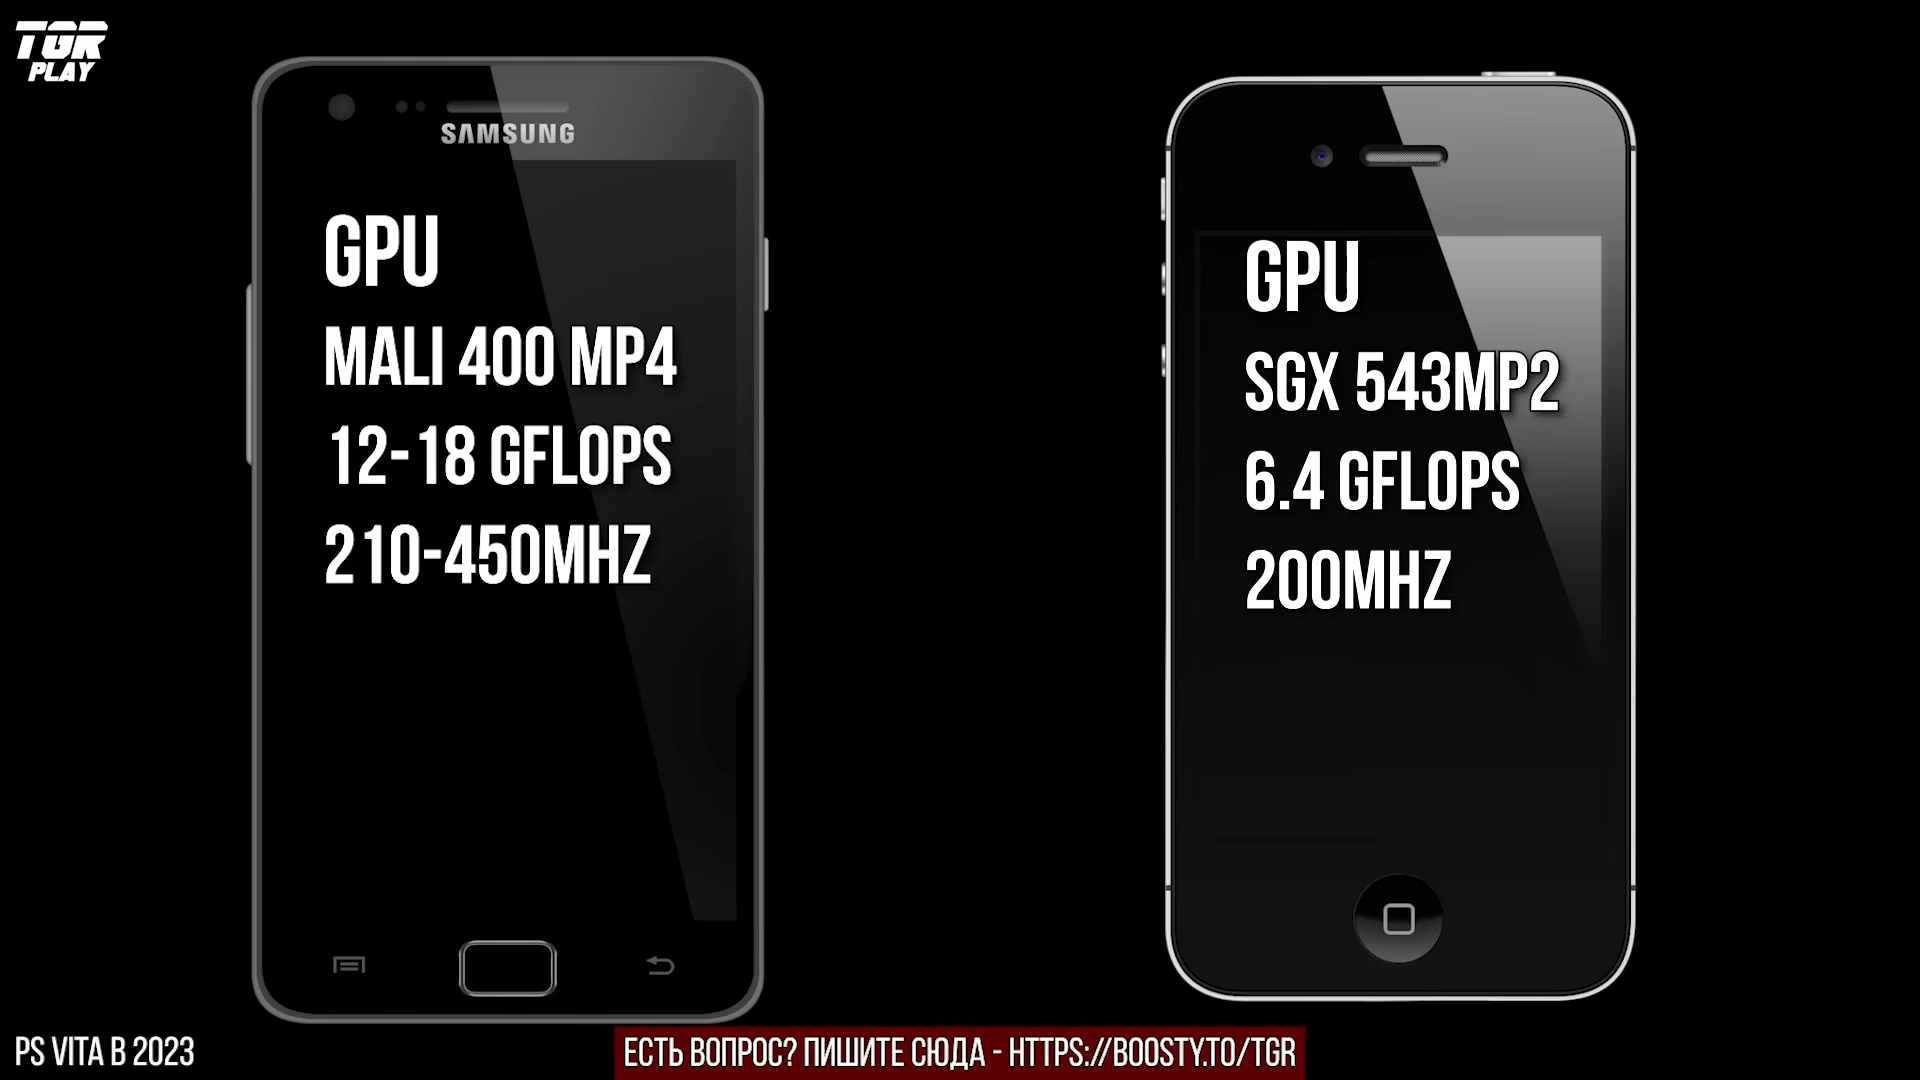 TGR
PLAY
SAMSUNG
GPU
MALI 400 MP4
12-18 GFLOPS
210-450MHZ
GPU
SGX 543MP2
6.4 GFLOPS
200MHZ
PS VITA В 2023
ЕСТЬ ВОПРОС? ПИШИТЕ СЮДА - HTTPS://BOOSTY.TO/TGR